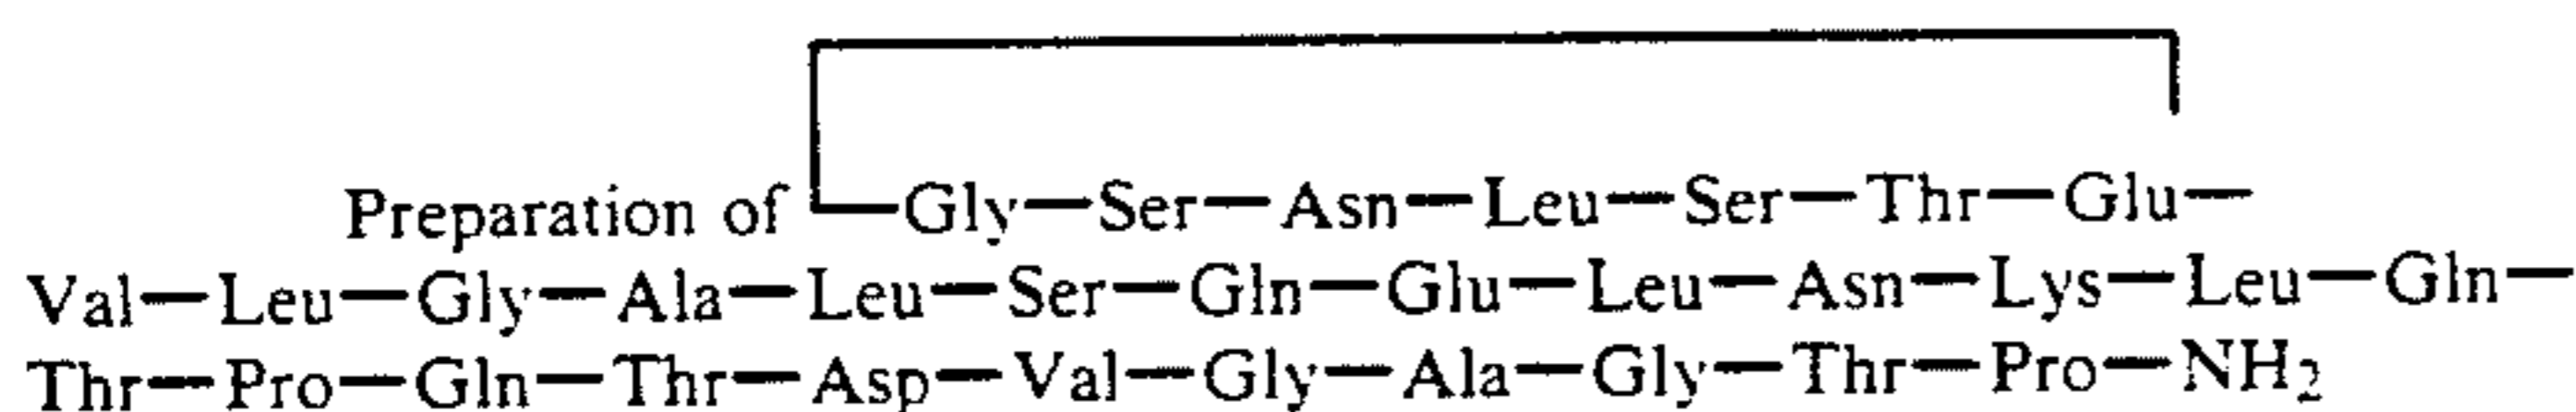 Preparation of Gly—Ser—Asn—Leu—Ser—Thr—Glu—
Val—Leu—Gly—Ala—Leu—Ser—Gln—Glu—Leu—Asn—Lys—Leu—Gln—
Thr—Pro—Gln—Thr—Asp—Val—Gly—Ala—Gly—Thr—Pro—NH₂